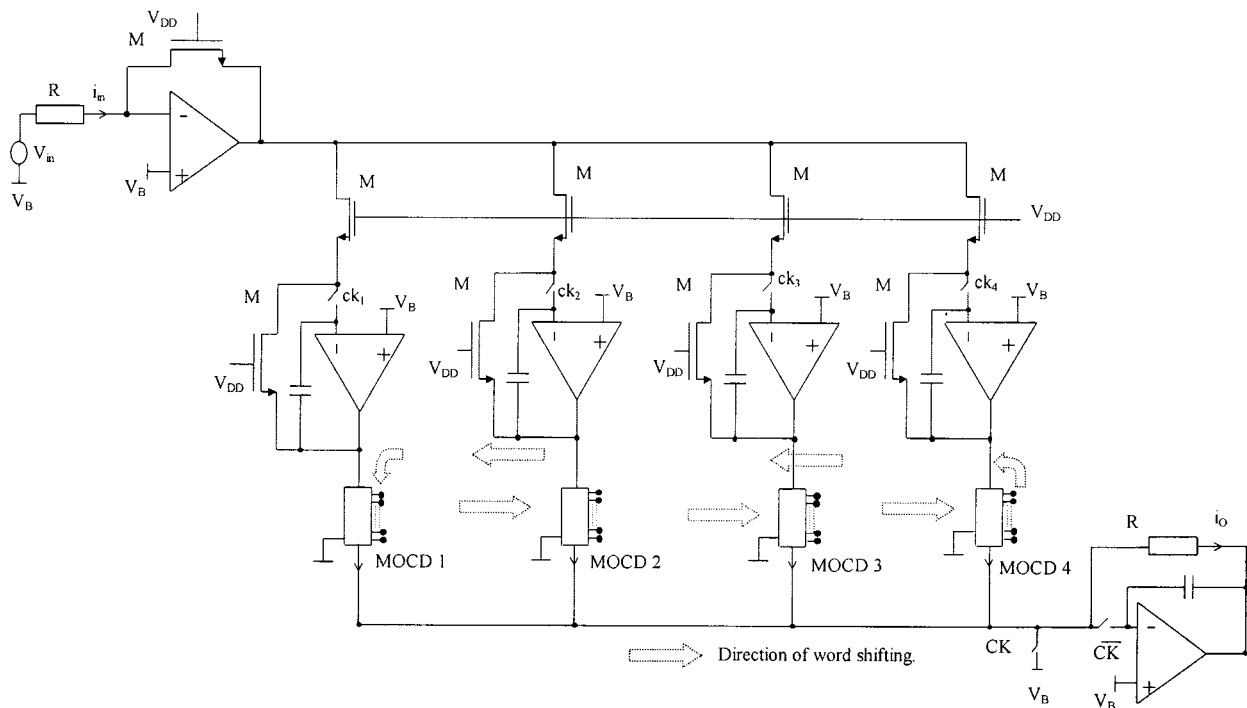 V_DD
M
R
i_in
V_in
V_B
V_B
M
M
M
M
V_DD
M
ck_1
V_B
V_DD
M
ck_2
V_B
V_DD
M
ck_3
V_B
V_DD
M
ck_4
V_B
V_DD
MOCD 1
MOCD 2
MOCD 3
MOCD 4
R
i_O
CK
C̅K̅
V_B
V_B
Direction of word shifting.